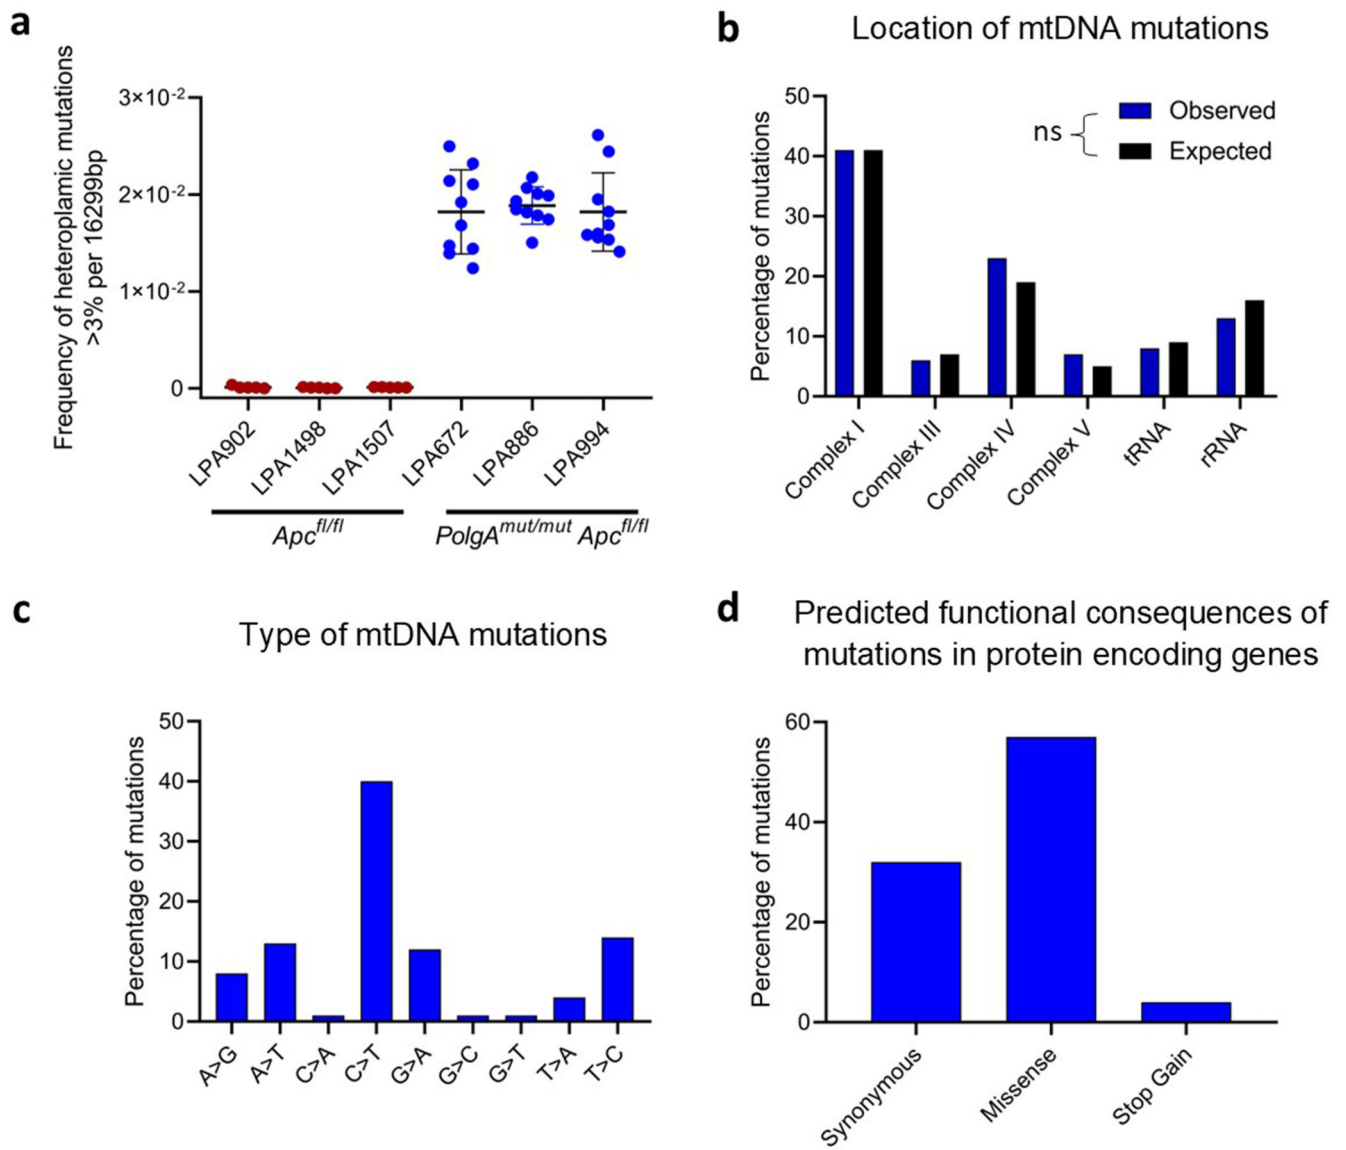 a
Frequency of heteroplamic mutations
>3% per 16299bp
3×10-2
2×10-2
1×10-2
0
LPA902
LPA1498
LPA1507
LPA672
LPA886
LPA994
Apcfl/fl
PolgAmut/mut Apcfl/fl
b
Location of mtDNA mutations
Percentage of mutations
50
40
30
20
10
0
ns
Observed
Expected
Complex I
Complex III
Complex IV
Complex V
tRNA
rRNA
c
Type of mtDNA mutations
Percentage of mutations
50
40
30
20
10
0
A>G
A>T
C>A
C>T
G>A
G>C
G>T
T>A
T>C
d
Predicted functional consequences of
mutations in protein encoding genes
Percentage of mutations
60
40
20
0
Synonymous
Missense
Stop Gain